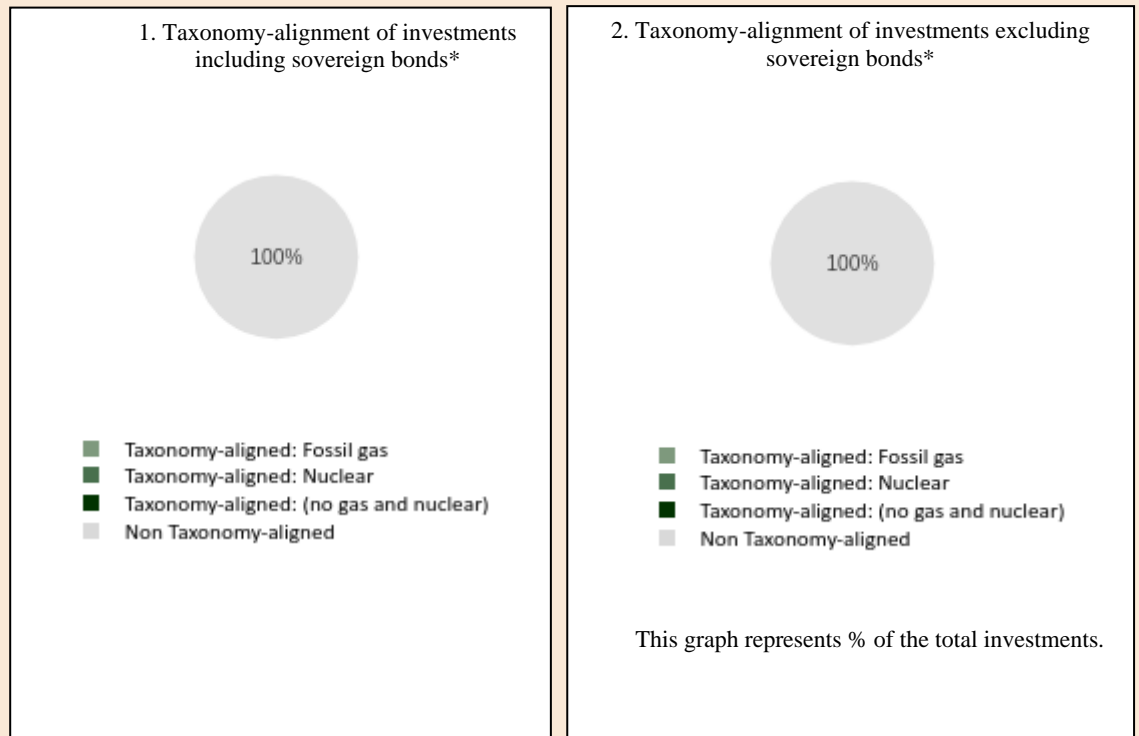 1. Taxonomy-alignment of investments
including sovereign bonds*
100%
Taxonomy-aligned: Fossil gas
Taxonomy-aligned: Nuclear
Taxonomy-aligned: (no gas and nuclear)
Non Taxonomy-aligned
2. Taxonomy-alignment of investments excluding
sovereign bonds*
100%
Taxonomy-aligned: Fossil gas
Taxonomy-aligned: Nuclear
Taxonomy-aligned: (no gas and nuclear)
Non Taxonomy-aligned
This graph represents % of the total investments.